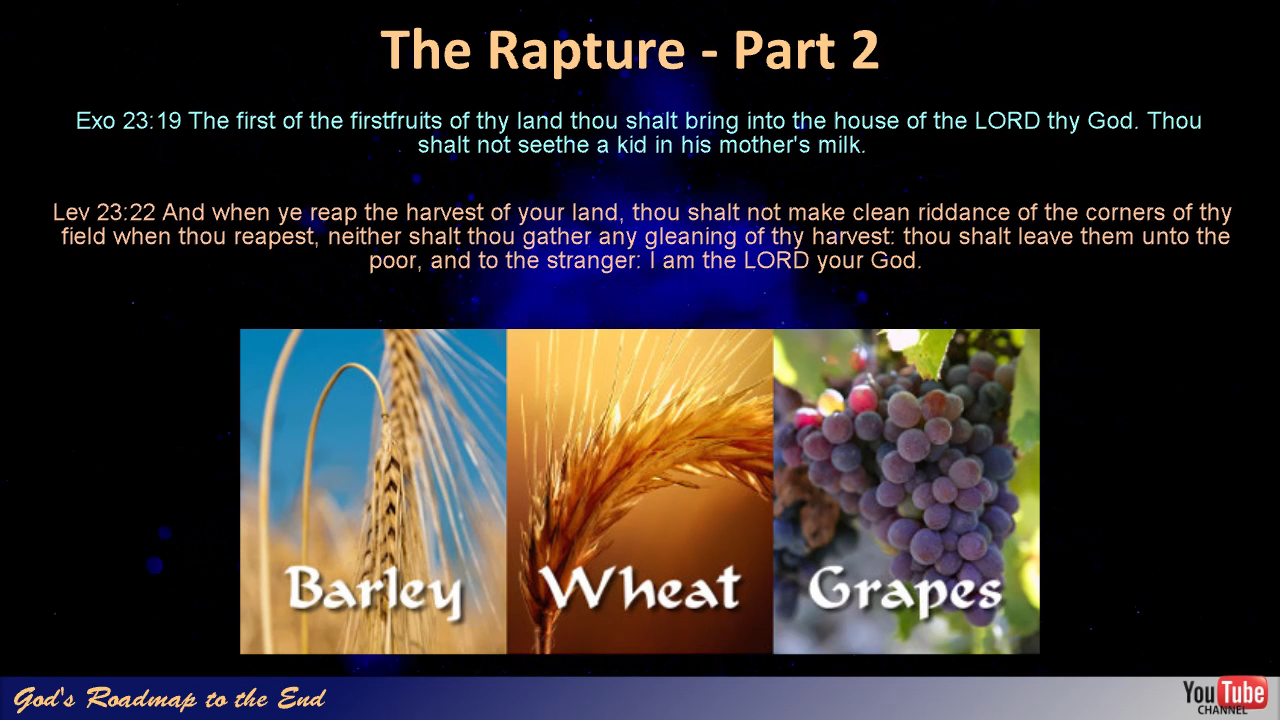 The Rapture - Part 2
Exo 23:19 The first of the firstfruits of thy land thou shalt bring into the house of the LORD thy God. Thou
shalt not seethe a kid in his mother's milk.
Lev 23:22 And when ye reap the harvest of your land, thou shalt not make clean riddance of the corners of thy
field when thou reapest, neither shalt thou gather any gleaning of thy harvest: thou shalt leave them unto the
poor, and to the stranger: I am the LORD your God.
Barley
Wheat
Grapes
God's Roadmap to the End
YouTube
CHANNEL